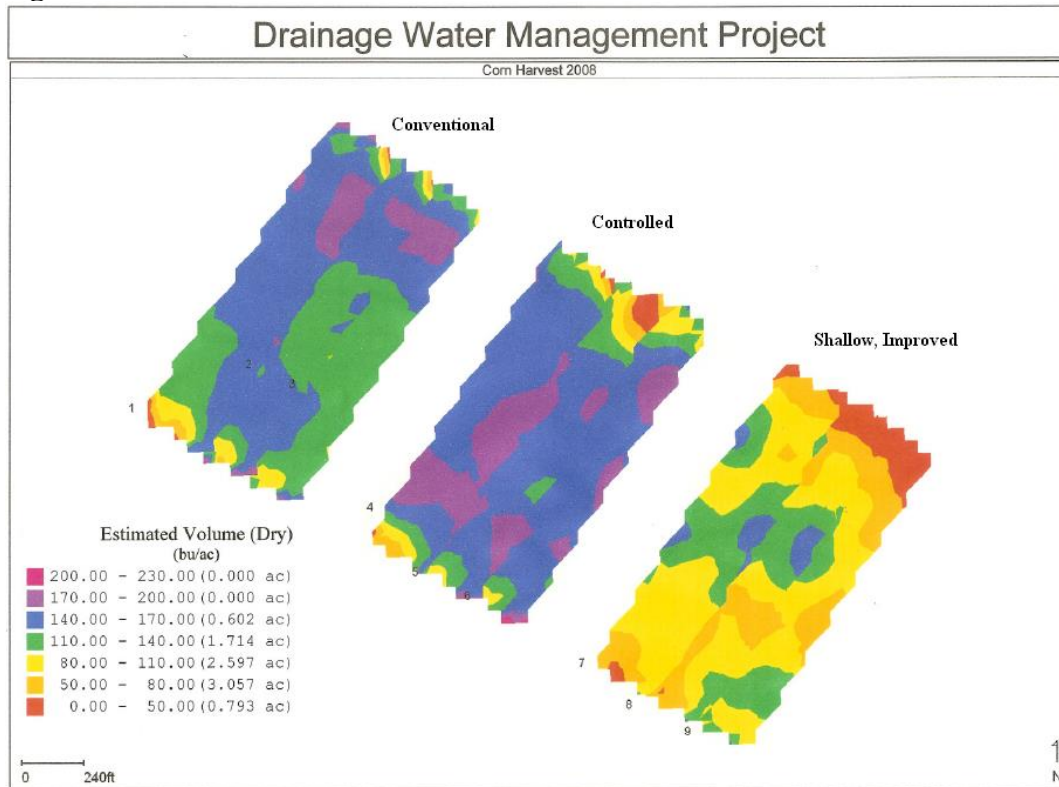 Drainage Water Management Project
Corn Harvest 2008
Conventional
Controlled
Shallow, Improved
1
2
3
4
5
6
7
8
9
Estimated Volume (Dry)
(bu/ac)
200.00 - 230.00 (0.000 ac)
170.00 - 200.00 (0.000 ac)
140.00 - 170.00 (0.602 ac)
110.00 - 140.00 (1.714 ac)
80.00 - 110.00 (2.597 ac)
50.00 - 80.00 (3.057 ac)
0.00 - 50.00 (0.793 ac)
0 240ft
N